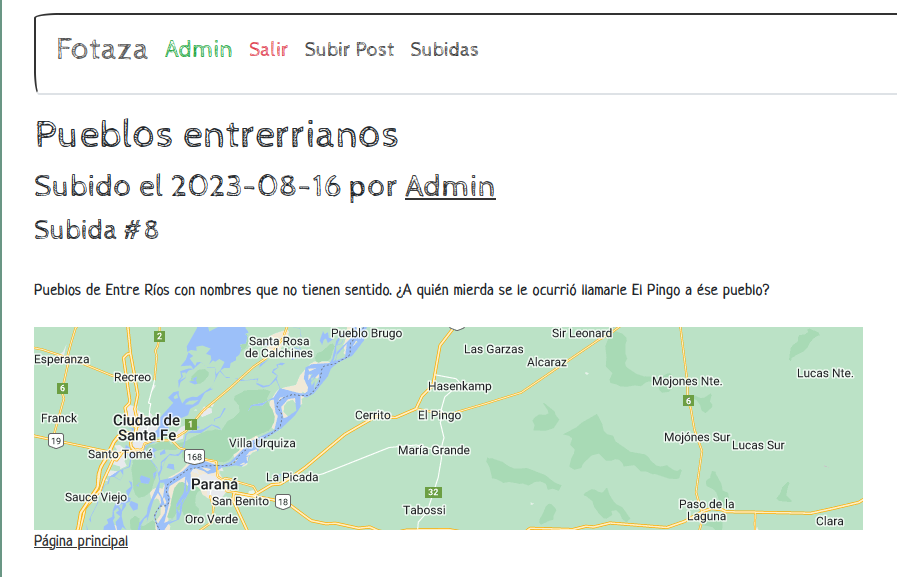 Fotaza Admin Salir Subir Post Subidas
Pueblos entrerrianos
Subido el 2023-08-16 por Admin
Subida #8
Pueblos de Entre Ríos con nombres que no tienen sentido. ¿A quién mierda se le ocurrió llamarle El Pingo a ése pueblo?
Pueblo Brugo
Sir Leonard
2
Santa Rosa
de Calchines
Las Garzas
Esperanza
Alcaraz
Lucas Nte.
Recreo
Mojones Nte.
6
Hasenkamp
6
Franck
Ciudad de
Santa Fe
1
Cerrito
El Pingo
19
Villa Urquiza
Mojónes Sur
Lucas Sur
Santo Tomé
168
María Grande
La Picada
Paraná
Sauce Viejo
San Benito
18
32
Paso de la
Laguna
Tabossi
Oro Verde
Clara
Página principal